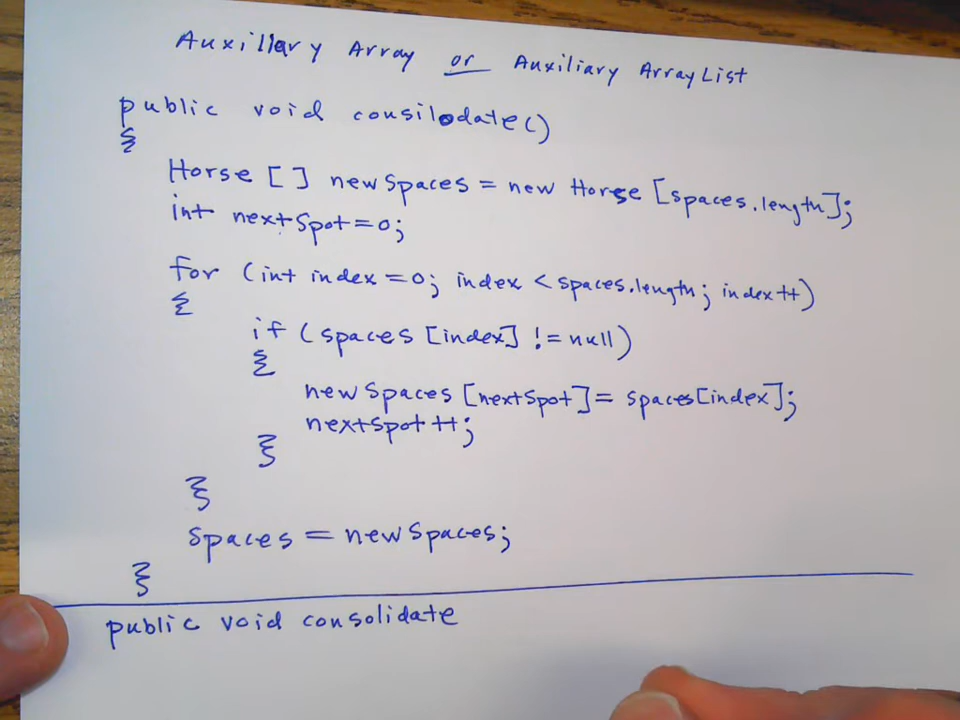 Auxillary Array or Auxiliary ArrayList
public void consilodate()
{
Horse [] newSpaces = new Horse [spaces.length];
int nextSpot=0;
for (int index=0; index < spaces.length; index++)
{
if (spaces [index] != null)
{
newSpaces [nextSpot]= spaces[index];
nextSpot++;
}
}
spaces = newSpaces;
}
public void consolidate